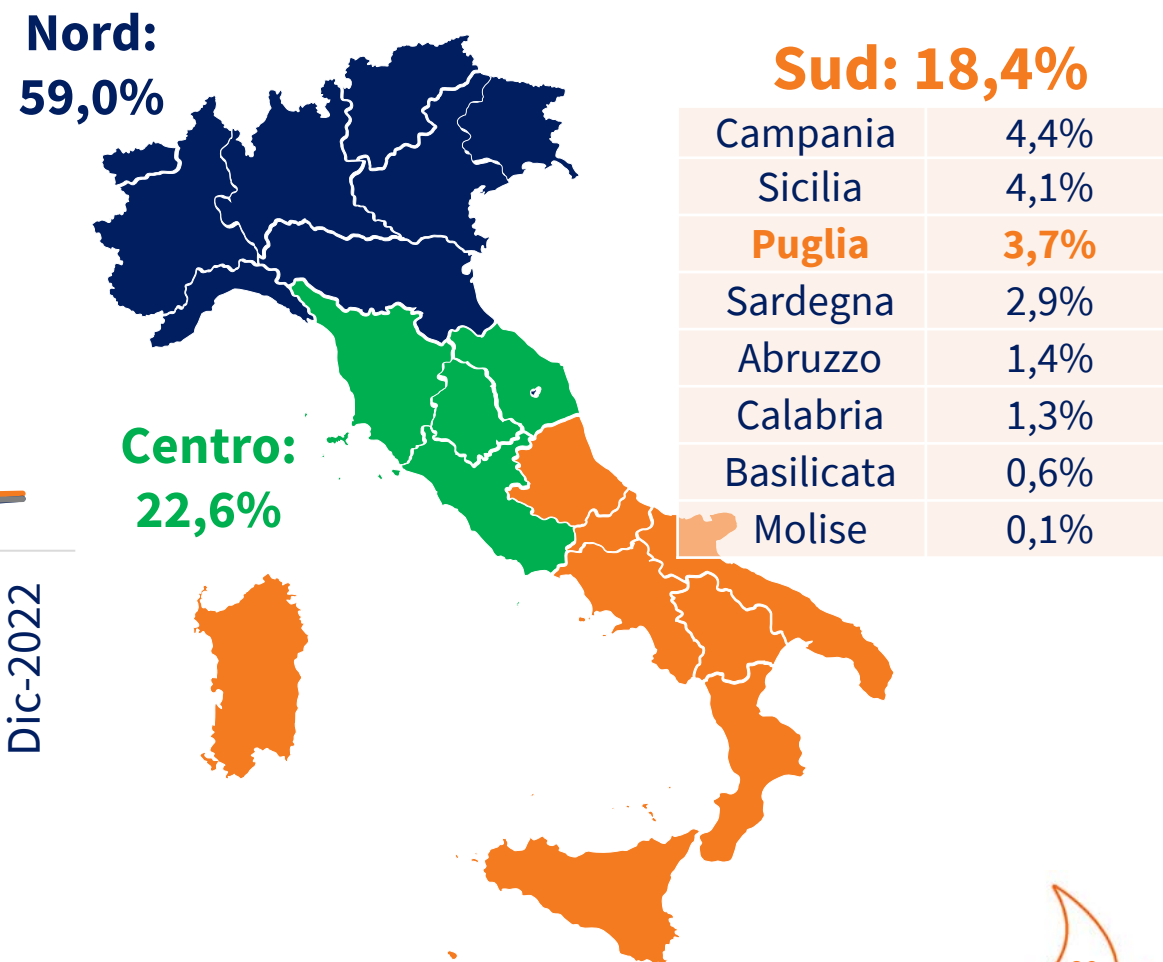 Nord:
59,0%
Sud: 18,4%
Campania 4,4%
Sicilia 4,1%
Puglia 3,7%
Sardegna 2,9%
Abruzzo 1,4%
Calabria 1,3%
Basilicata 0,6%
Molise 0,1%
Centro:
22,6%
Dic-2022